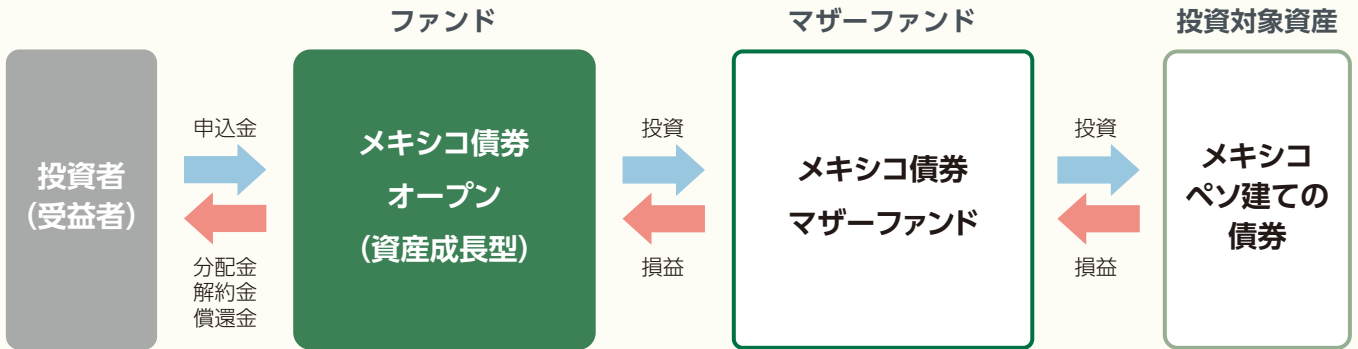 ファンド
マザーファンド
投資対象資産
投資者
(受益者)
申込金
分配金
解約金
償還金
メキシコ債券
オープン
(資産成長型)
投資
損益
メキシコ債券
マザーファンド
投資
損益
メキシコ
ペソ建ての
債券